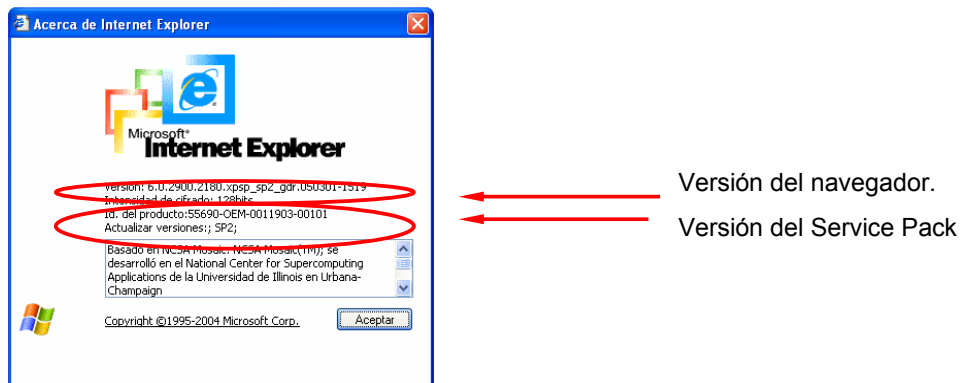 Acerca de Internet Explorer
Microsoft®
Internet Explorer
Versión: 6.0.2900.2180.xpsp_sp2_gdr.050301-1519
Intensidad de cifrado: 128bits
Id. del producto:55690-OEM-0011903-00101
Actualizar versiones:; SP2;
Basado en NCSA Mosaic. NCSA Mosaic(TM); se
desarrolló en el National Center for Supercomputing
Applications de la Universidad de Illinois en Urbana-
Champaign
Copyright ©1995-2004 Microsoft Corp.
Aceptar
Versión del navegador.
Versión del Service Pack